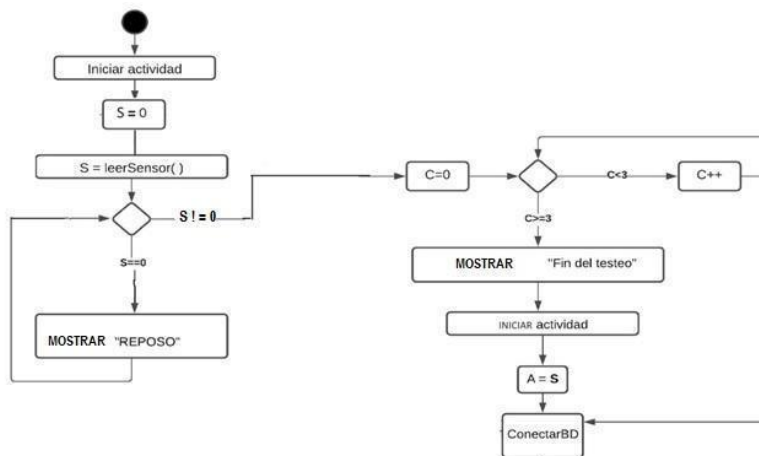 Iniciar actividad
S = 0
S = leerSensor( )
S != 0
S==0
MOSTRAR "REPOSO"
C=0
C<3
C++
C>=3
MOSTRAR "Fin del testeo"
INICIAR actividad
A = S
ConectarBD